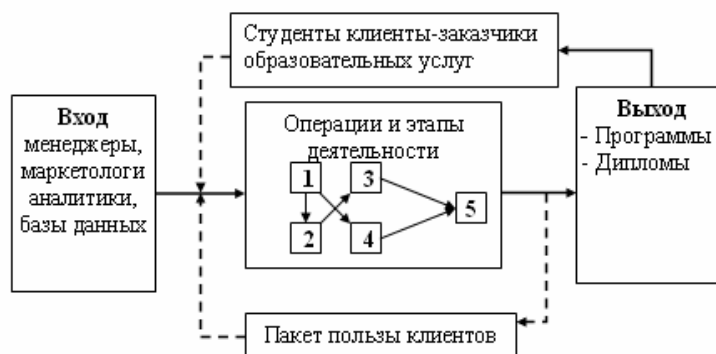 Студенты клиенты-заказчики
образовательных услуг
Вход
менеджеры,
маркетологи
аналитики,
базы данных
Операции и этапы
деятельности
1 3
5
2 4
Выход
- Программы
- Дипломы
Пакет пользы клиентов